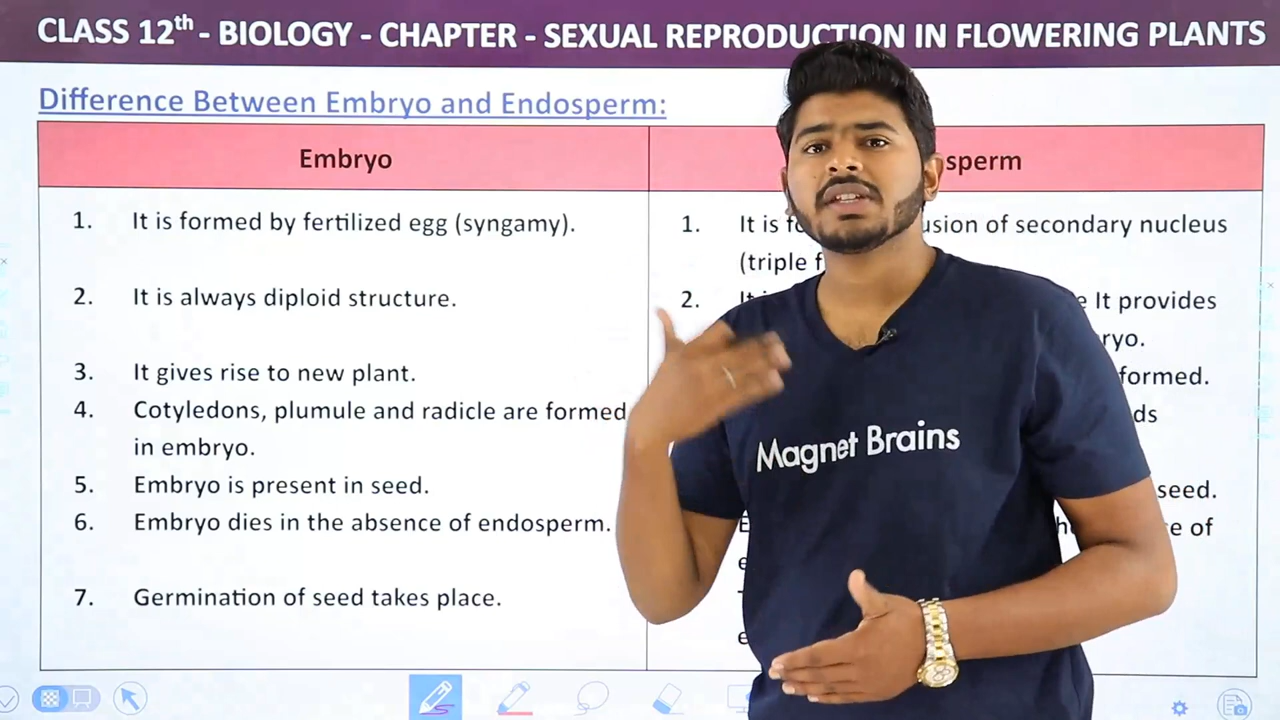 CLASS 12th - BIOLOGY - CHAPTER - SEXUAL REPRODUCTION IN FLOWERING PLANTS
Difference Between Embryo and Endosperm:
Embryo
sperm
1. It is formed by fertilized egg (syngamy).
2. It is always diploid structure.
3. It gives rise to new plant.
4. Cotyledons, plumule and radicle are formed
in embryo.
5. Embryo is present in seed.
6. Embryo dies in the absence of endosperm.
7. Germination of seed takes place.
1. It is usion of secondary nucleus
(triple
2. It provides
ryo.
formed.
ds
seed.
of
Magnet Brains